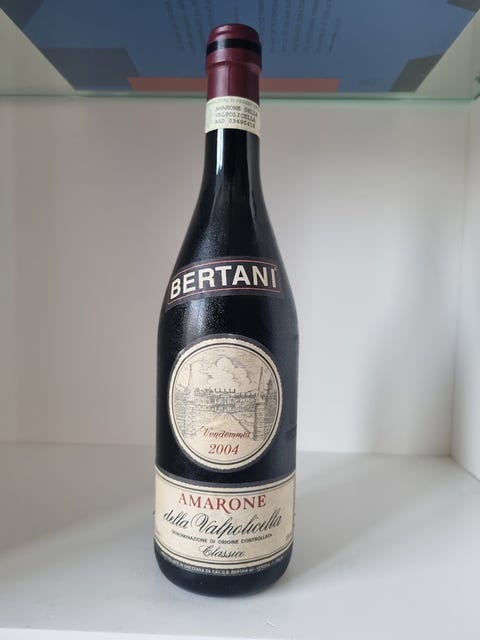 AMARONE DELLA
VALPOLICELLA
BERTANI
Vendemmia
2004
AMARONE
della Valpolicella
DENOMINAZIONE DI ORIGINE CONTROLLATA
Classico